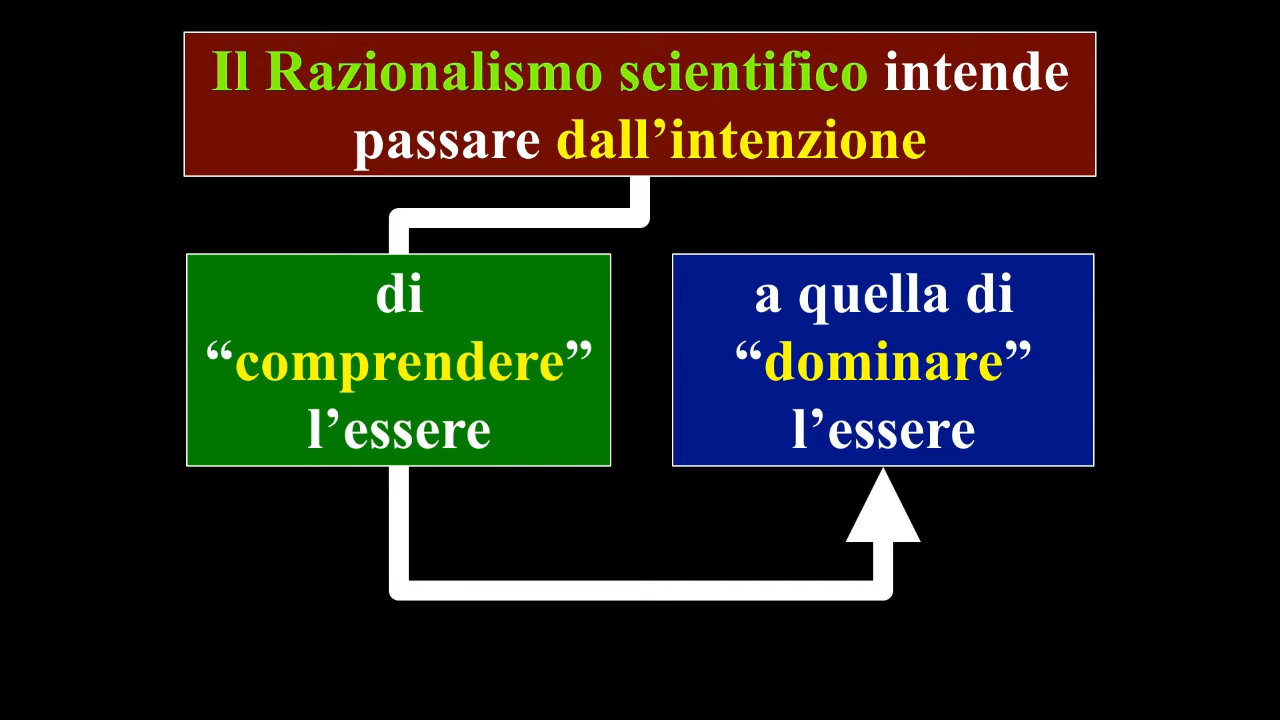 Il Razionalismo scientifico intende
passare dall’intenzione
di
“comprendere”
l’essere
a quella di
“dominare”
l’essere